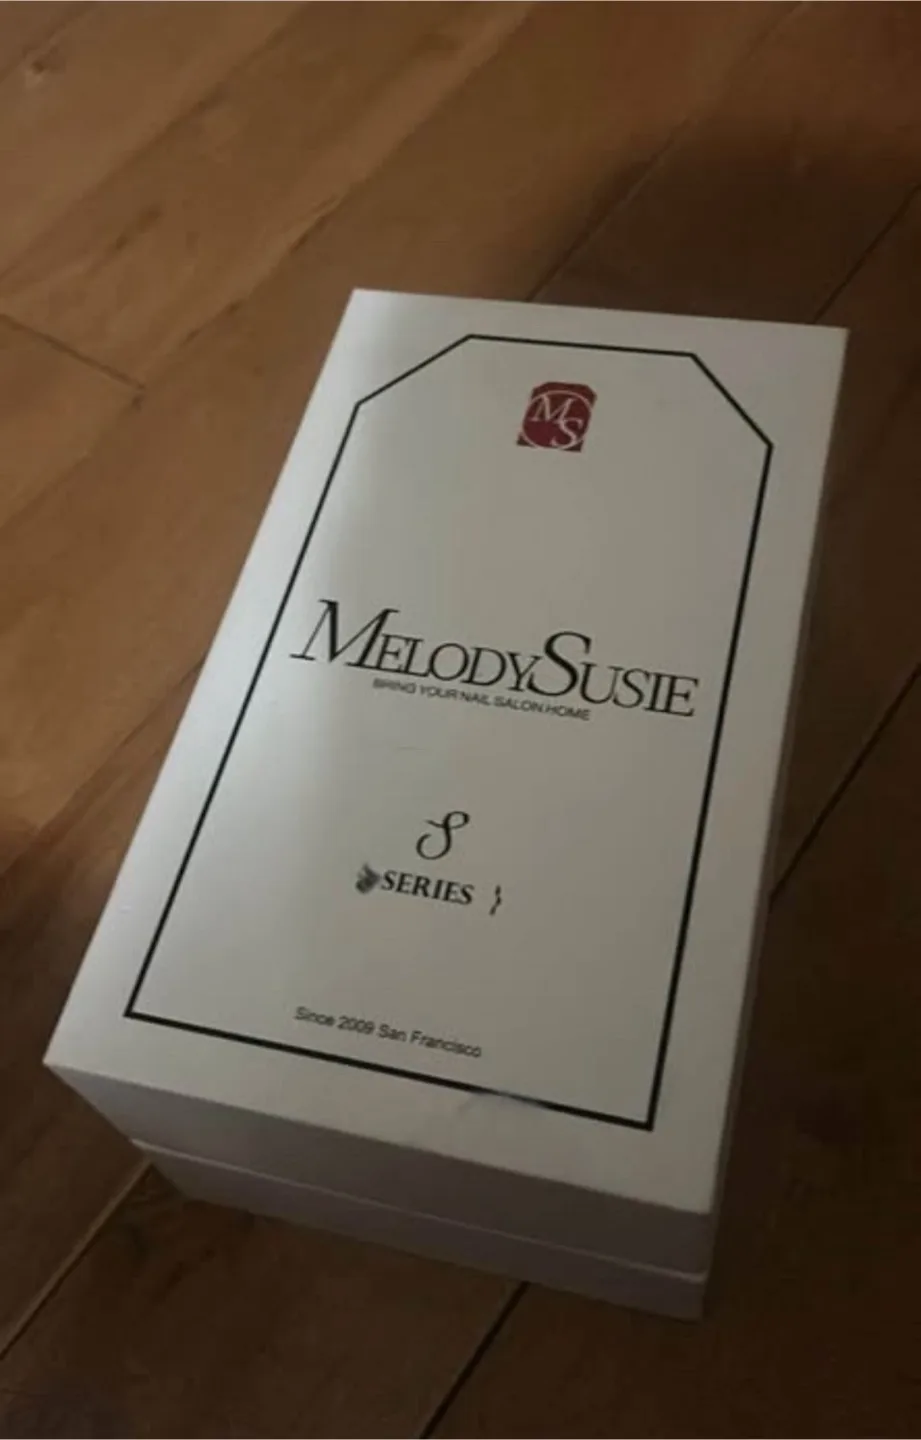 MS
MELODYSUSIE
BRING YOUR NAIL SALON HOME
S
SERIES
Since 2009 San Francisco